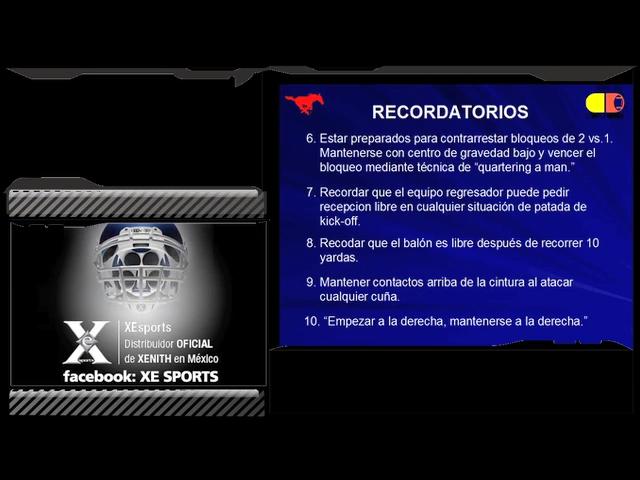 RECORDATORIOS
6. Estar preparados para contrarrestar bloqueos de 2 vs.1.
Mantenerse con centro de gravedad bajo y vencer el
bloqueo mediante técnica de “quartering a man.”
7. Recordar que el equipo regresador puede pedir
recepcion libre en cualquier situación de patada de
kick-off.
8. Recodar que el balón es libre después de recorrer 10
yardas.
9. Mantener contactos arriba de la cintura al atacar
cualquier cuña.
10. “Empezar a la derecha, mantenerse a la derecha.”
XEsports
Distribuidor OFICIAL
de XENITH en México
facebook: XE SPORTS